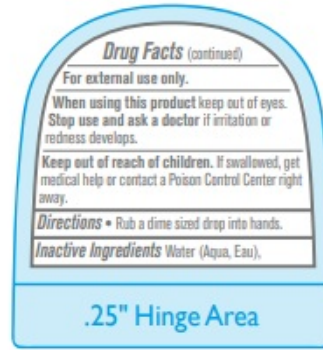 Drug Facts (continued)
For external use only.
When using this product keep out of eyes.
Stop use and ask a doctor if irritation or
redness develops.
Keep out of reach of children. If swallowed, get
medical help or contact a Poison Control Center right
away.
Directions • Rub a dime sized drop into hands.
Inactive Ingredients Water (Aqua, Eau),
.25" Hinge Area